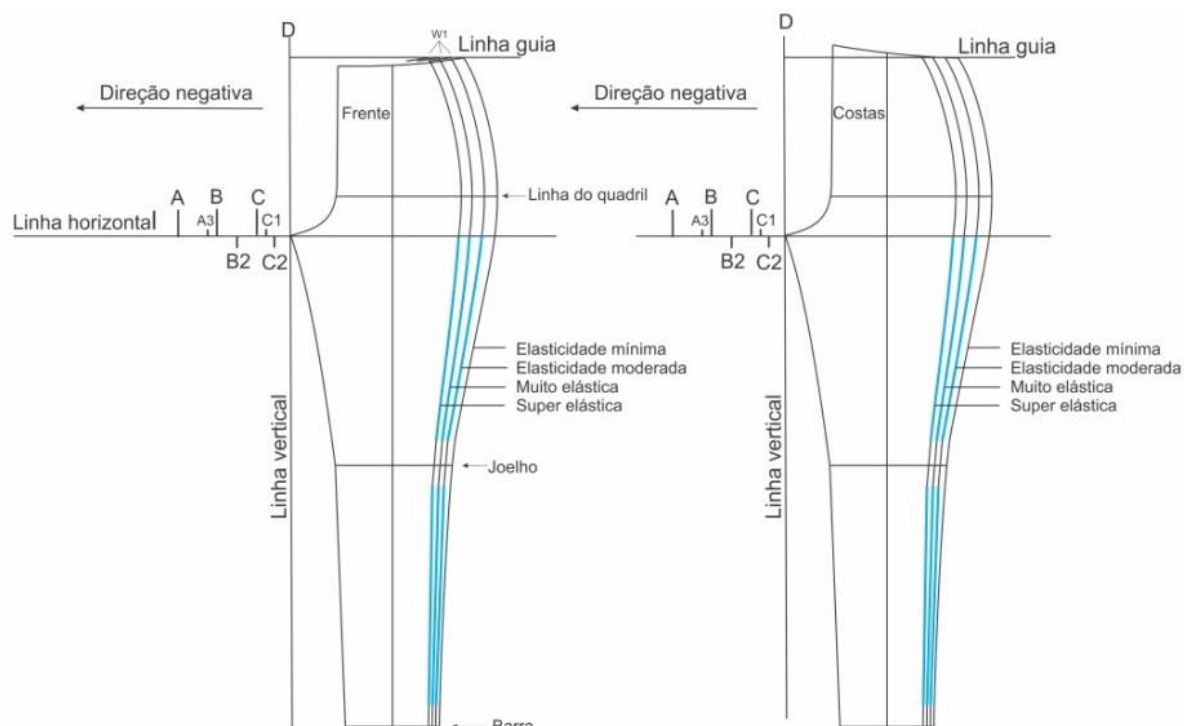 D
W1
Linha guia
Direção negativa
Frente
A
B
C
A3
C1
Linha horizontal
B2
C2
Linha do quadril
Elasticidade mínima
Elasticidade moderada
Muito elástica
Super elástica
Linha vertical
Joelho
Barra
D
Linha guia
Direção negativa
Costas
A
B
C
A3
C1
B2
C2
Elasticidade mínima
Elasticidade moderada
Muito elástica
Super elástica
Linha vertical